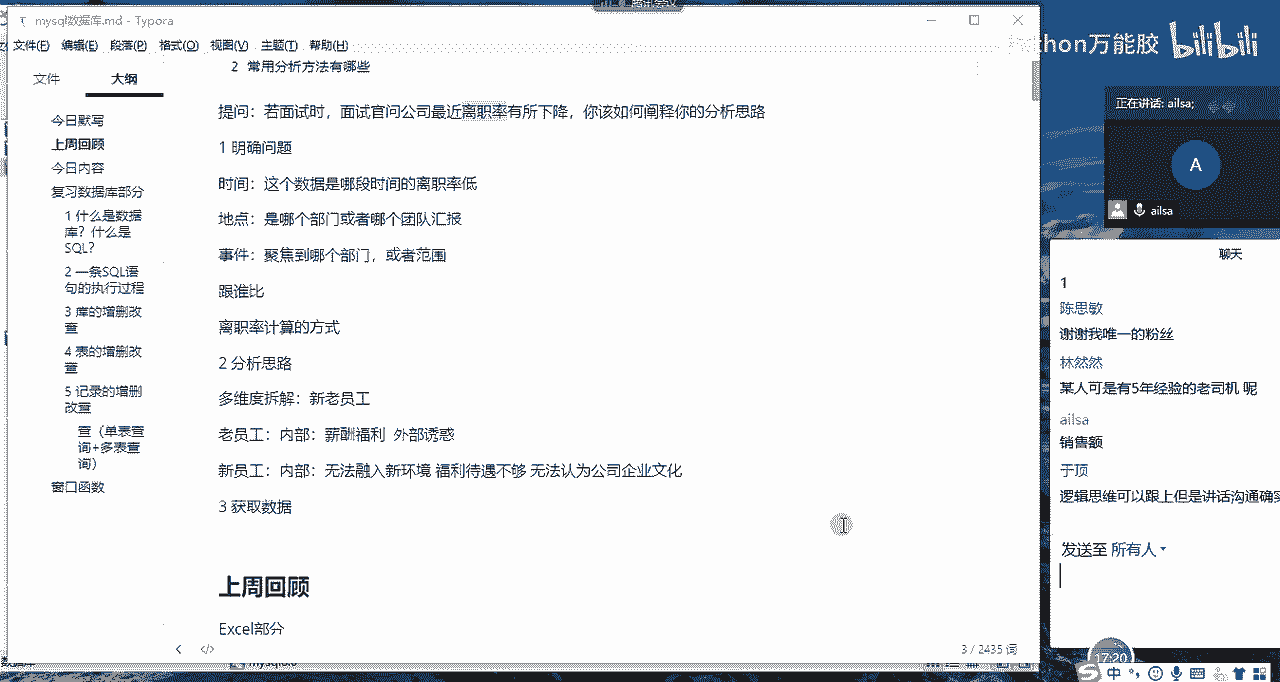 mysql数据库.md - Typora
文件(F) 编辑(E) 段落(P) 格式(O) 视图(V) 主题(T) 帮助(H)
文件 大纲
今日默写
上周回顾
今日内容
复习数据库部分
1 什么是数据
库？什么是
SQL?
2 一条SQL语
句的执行过程
3 库的增删改
查
4 表的增删改
查
5 记录的增删
改查
查（单表查
询+多表查
询）
窗口函数
2 常用分析方法有哪些
提问：若面试时，面试官问公司最近离职率有所下降，你该如何阐释你的分析思路
1 明确问题
时间：这个数据是哪段时间的离职率低
地点：是哪个部门或者哪个团队汇报
事件：聚焦到哪个部门，或者范围
跟谁比
离职率计算的方式
2 分析思路
多维度拆解：新老员工
老员工：内部：薪酬福利 外部诱惑
新员工：内部：无法融入新环境 福利待遇不够 无法认为公司企业文化
3 获取数据
上周回顾
Excel部分
3 / 2435 词
thon万能胶 bilibili
正在讲话: ailsa;
A
ailsa
聊天
1
陈思敏
谢谢我唯一的粉丝
林然然
某人可是有5年经验的老司机 呢
ailsa
销售额
于顶
逻辑思维可以跟上但是讲话沟通确实
发送至 所有人
17:20
中